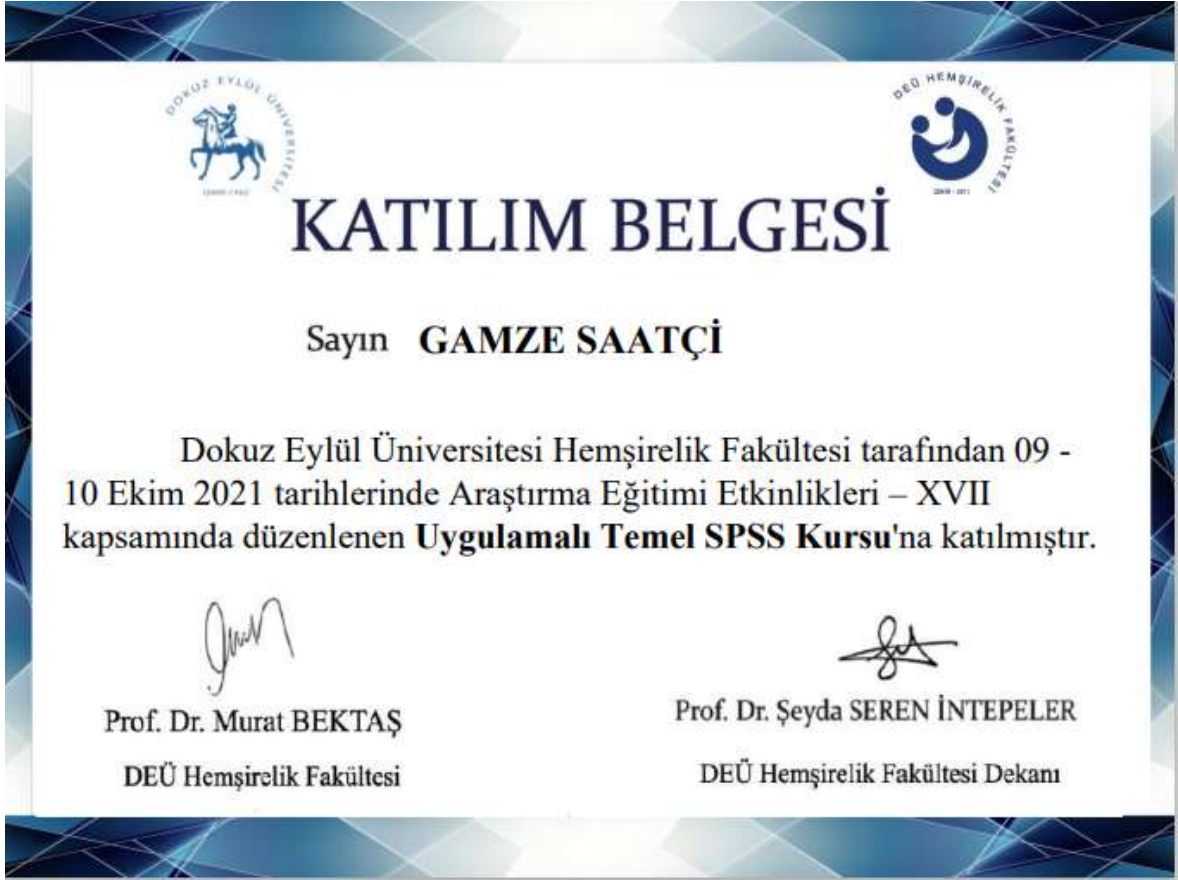 DOKUZ EYLÜL ÜNİVERSİTESİ
DEÜ HEMŞİRELİK FAKÜLTESİ
KATILIM BELGESİ
Sayın GAMZE SAATÇİ
Dokuz Eylül Üniversitesi Hemşirelik Fakültesi tarafından 09 -
10 Ekim 2021 tarihlerinde Araştırma Eğitimi Etkinlikleri – XVII
kapsamında düzenlenen Uygulamalı Temel SPSS Kursu'na katılmıştır.
Prof. Dr. Murat BEKTAŞ
DEÜ Hemşirelik Fakültesi
Prof. Dr. Şeyda SEREN İNTEPELER
DEÜ Hemşirelik Fakültesi Dekanı